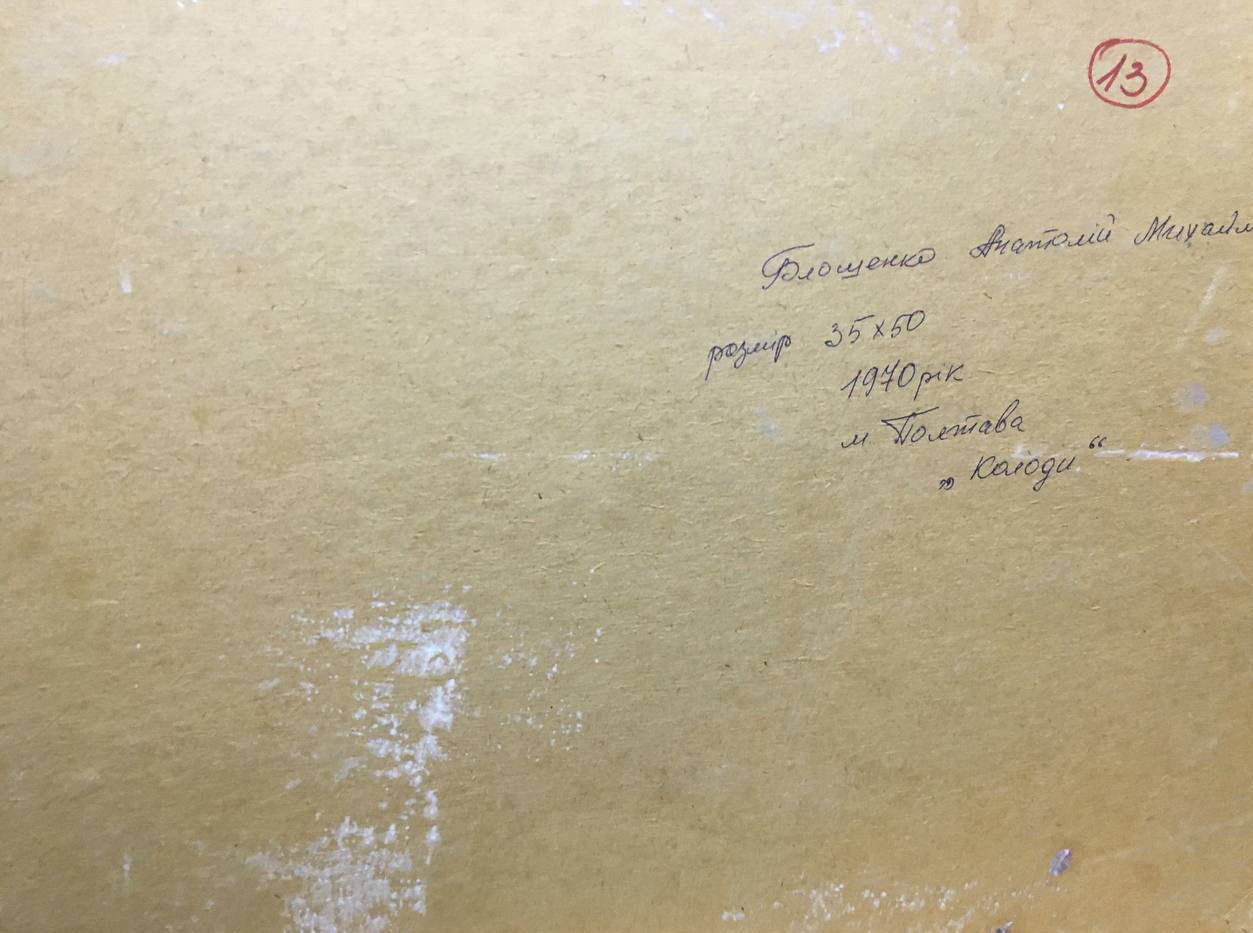 13
Блощенко Анатолій Михайл
розмір 35х50
1970 рік
м Полтава
„Колоди“